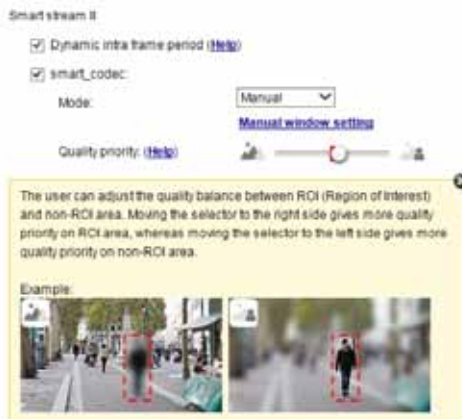 Smart stream II
Dynamic intra frame period (Help)
smart_codec:
Mode: Manual
Manual window setting
Quality priority: (Help)
The user can adjust the quality balance between ROI (Region of Interest)
and non-ROI area. Moving the selector to the right side gives more quality
priority on ROI area, whereas moving the selector to the left side gives more
quality priority on non-ROI area.
Example: